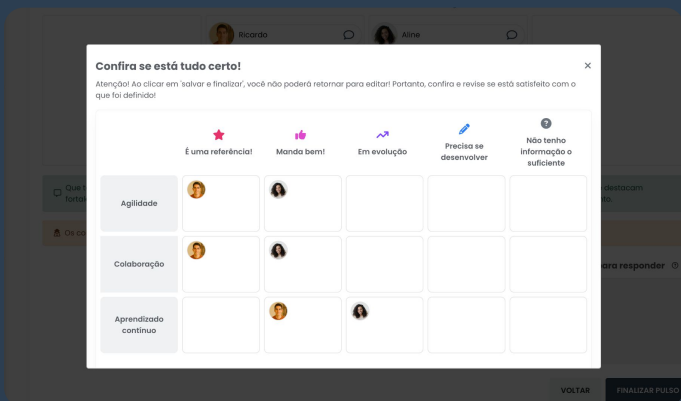 Ricardo
Aline
Confira se está tudo certo!
Atenção! Ao clicar em 'salvar e finalizar', você não poderá retornar para editar! Portanto, confira e revise se está satisfeito com o
que foi definido!
É uma referência!
Manda bem!
Em evolução
Precisa se
desenvolver
Não tenho
informação o
suficiente
Agilidade
Colaboração
Aprendizado
contínuo
destacam
para responder
VOLTAR
FINALIZAR PULSO